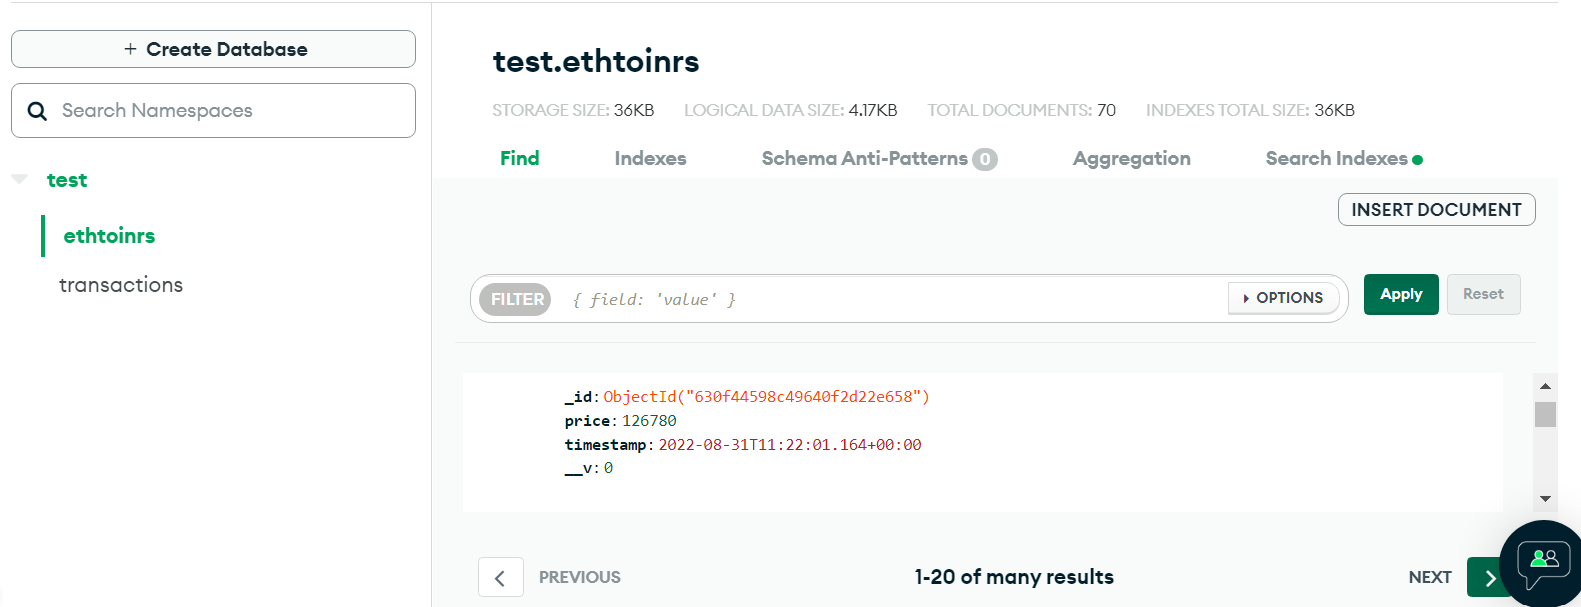 + Create Database
Search Namespaces
test
ethtoinrs
transactions
test.ethtoinrs
STORAGE SIZE: 36KB LOGICAL DATA SIZE: 4.17KB TOTAL DOCUMENTS: 70 INDEXES TOTAL SIZE: 36KB
Find Indexes Schema Anti-Patterns 0 Aggregation Search Indexes
INSERT DOCUMENT
FILTER { field: 'value' } OPTIONS Apply Reset
_id: ObjectId("630f44598c49640f2d22e658")
price: 126780
timestamp: 2022-08-31T11:22:01.164+00:00
__v: 0
PREVIOUS 1-20 of many results NEXT